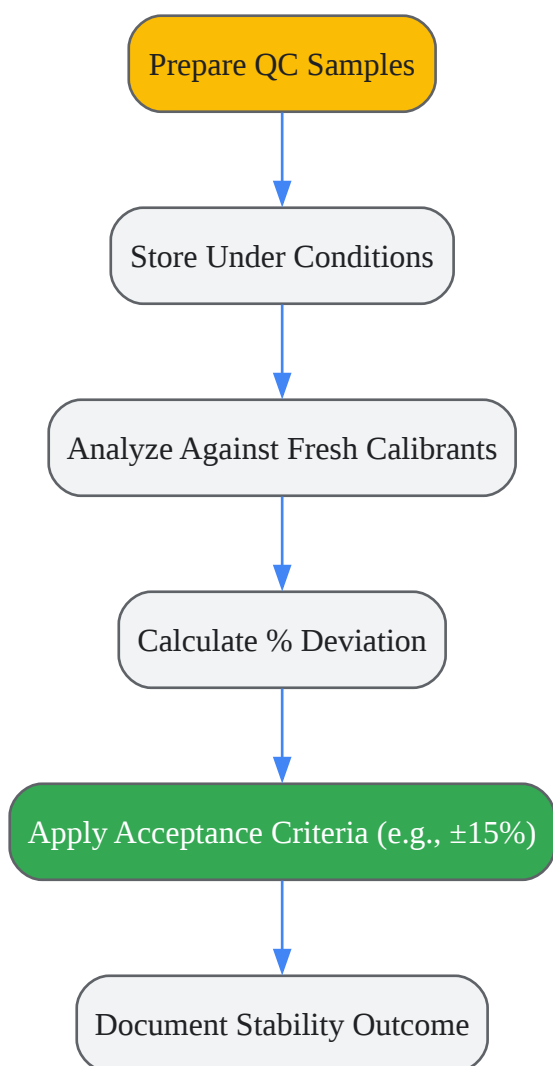 Prepare QC Samples
Store Under Conditions
Analyze Against Fresh Calibrants
Calculate % Deviation
Apply Acceptance Criteria (e.g., ±15%)
Document Stability Outcome